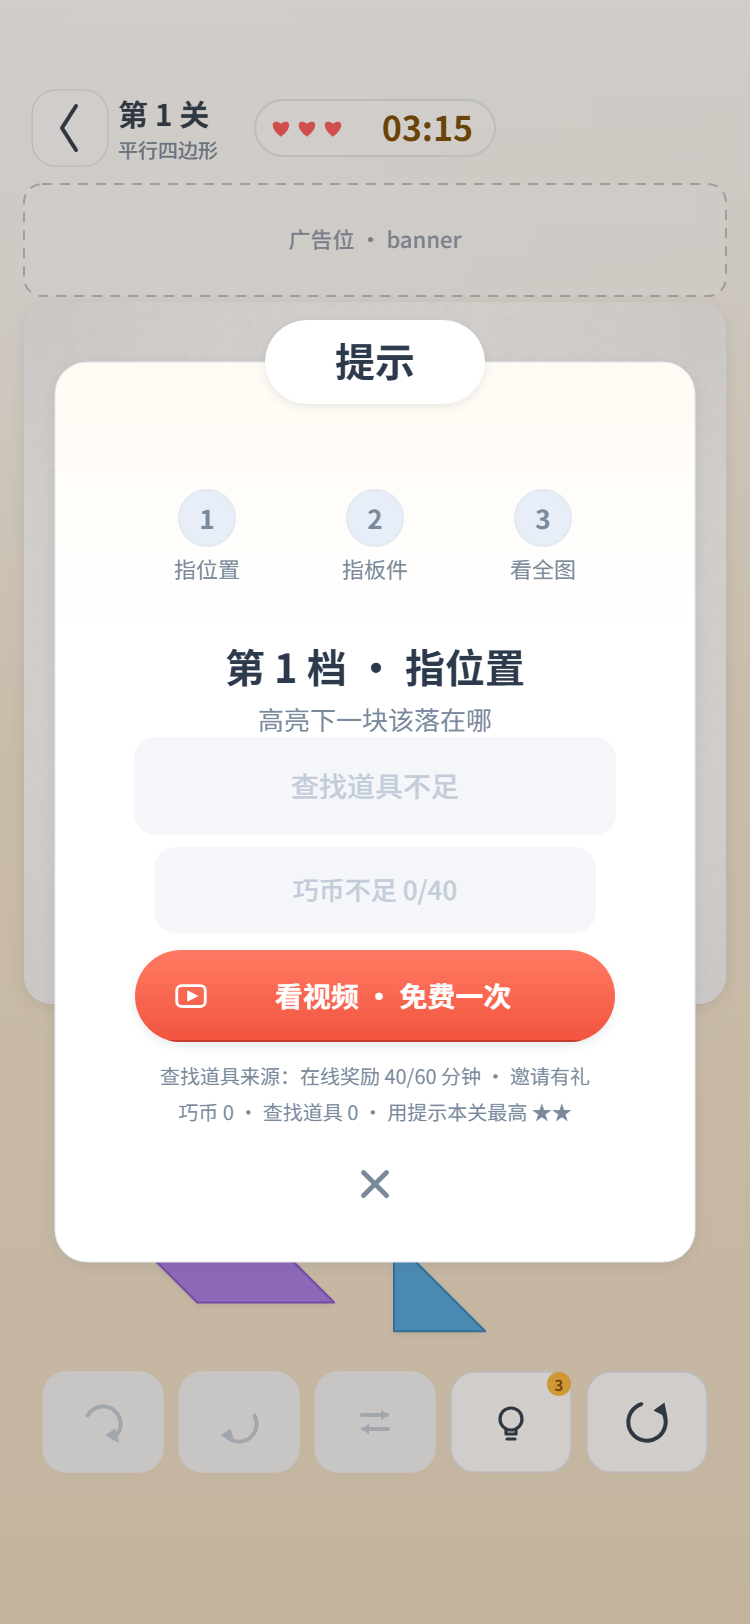 第 1 关
平行四边形
03:15
广告位 · banner
提示
1
2
3
指位置
指板件
看全图
第 1 档 · 指位置
高亮下一块该落在哪
查找道具不足
巧币不足 0/40
看视频 · 免费一次
查找道具来源：在线奖励 40/60 分钟 · 邀请有礼
巧币 0 · 查找道具 0 · 用提示本关最高 ★★
3